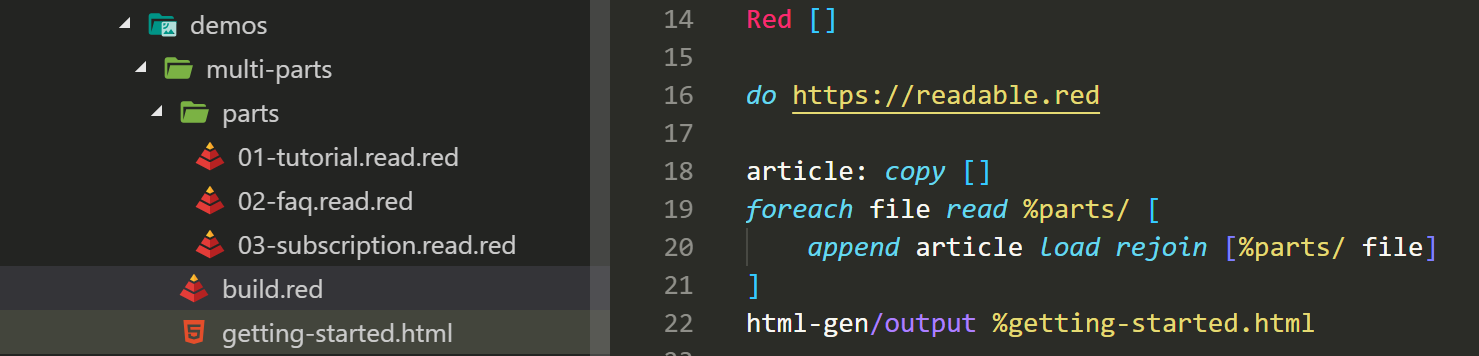 demos
multi-parts
parts
01-tutorial.read.red
02-faq.read.red
03-subscription.read.red
build.red
getting-started.html
14 Red []
15
16 do https://readable.red
17
18 article: copy []
19 foreach file read %parts/ [
20     append article load rejoin [%parts/ file]
21 ]
22 html-gen/output %getting-started.html